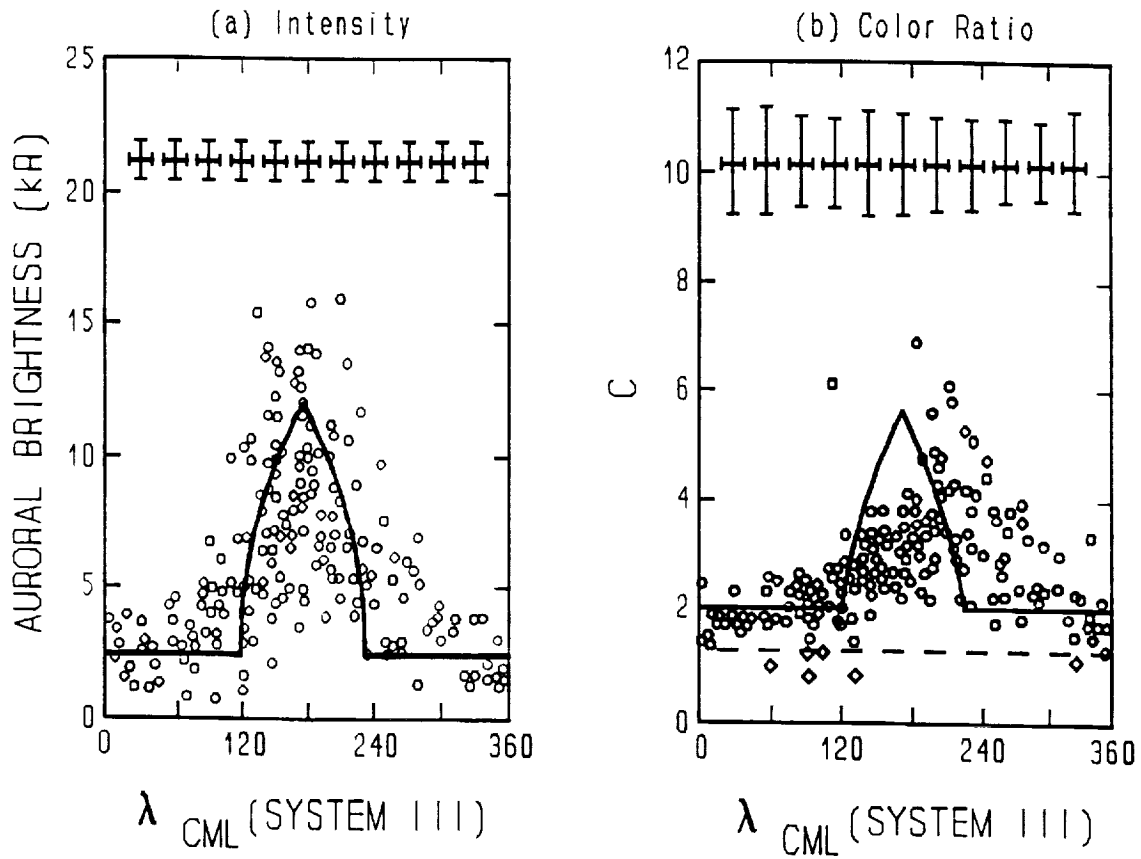 (a) Intensity
AURORAL BRIGHTNESS (kR)
25
20
15
10
5
0
0 120 240 360
λ CML (SYSTEM III)
(b) Color Ratio
C
12
10
8
6
4
2
0
0 120 240 360
λ CML (SYSTEM III)